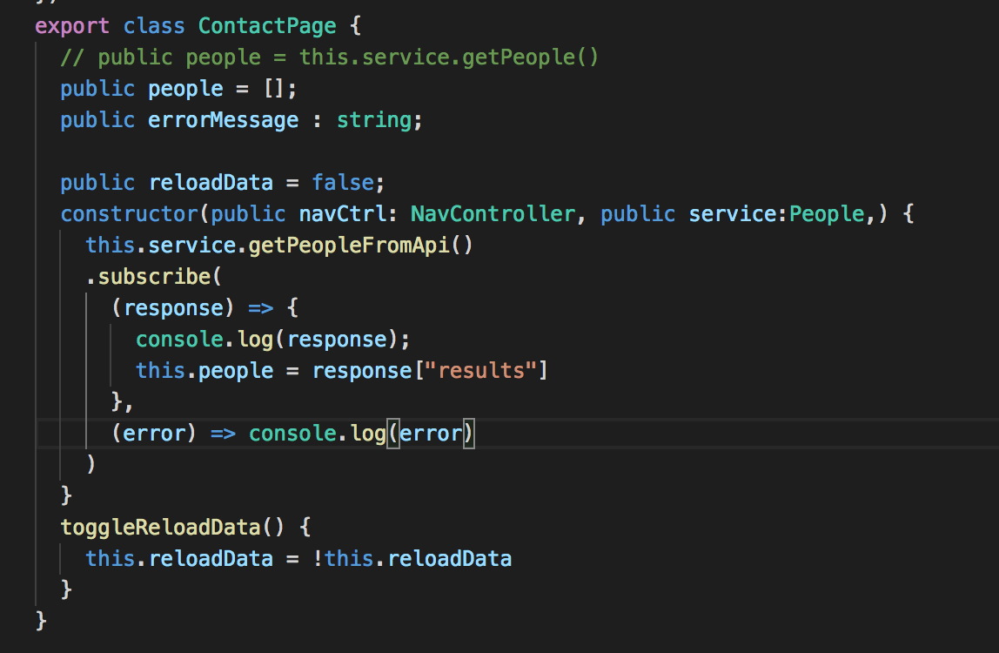 })
export class ContactPage {
// public people = this.service.getPeople()
public people = [];
public errorMessage : string;
public reloadData = false;
constructor(public navCtrl: NavController, public service:People,) {
this.service.getPeopleFromApi()
.subscribe(
(response) => {
console.log(response);
this.people = response["results"]
},
(error) => console.log(error)
)
}
toggleReloadData() {
this.reloadData = !this.reloadData
}
}